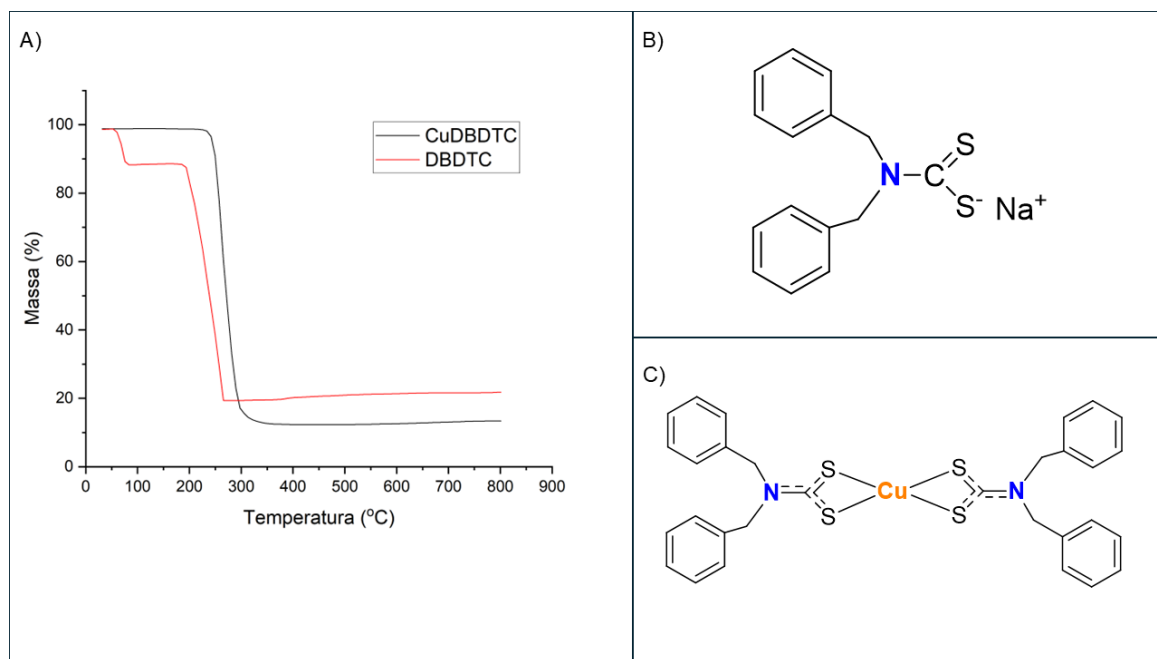 A)
100
80
60
40
20
0
0 100 200 300 400 500 600 700 800 900
Massa (%)
Temperatura (°C)
CuDBDTC
DBDTC
B)
N C S
S- Na+
C)
S S
N Cu N
S S